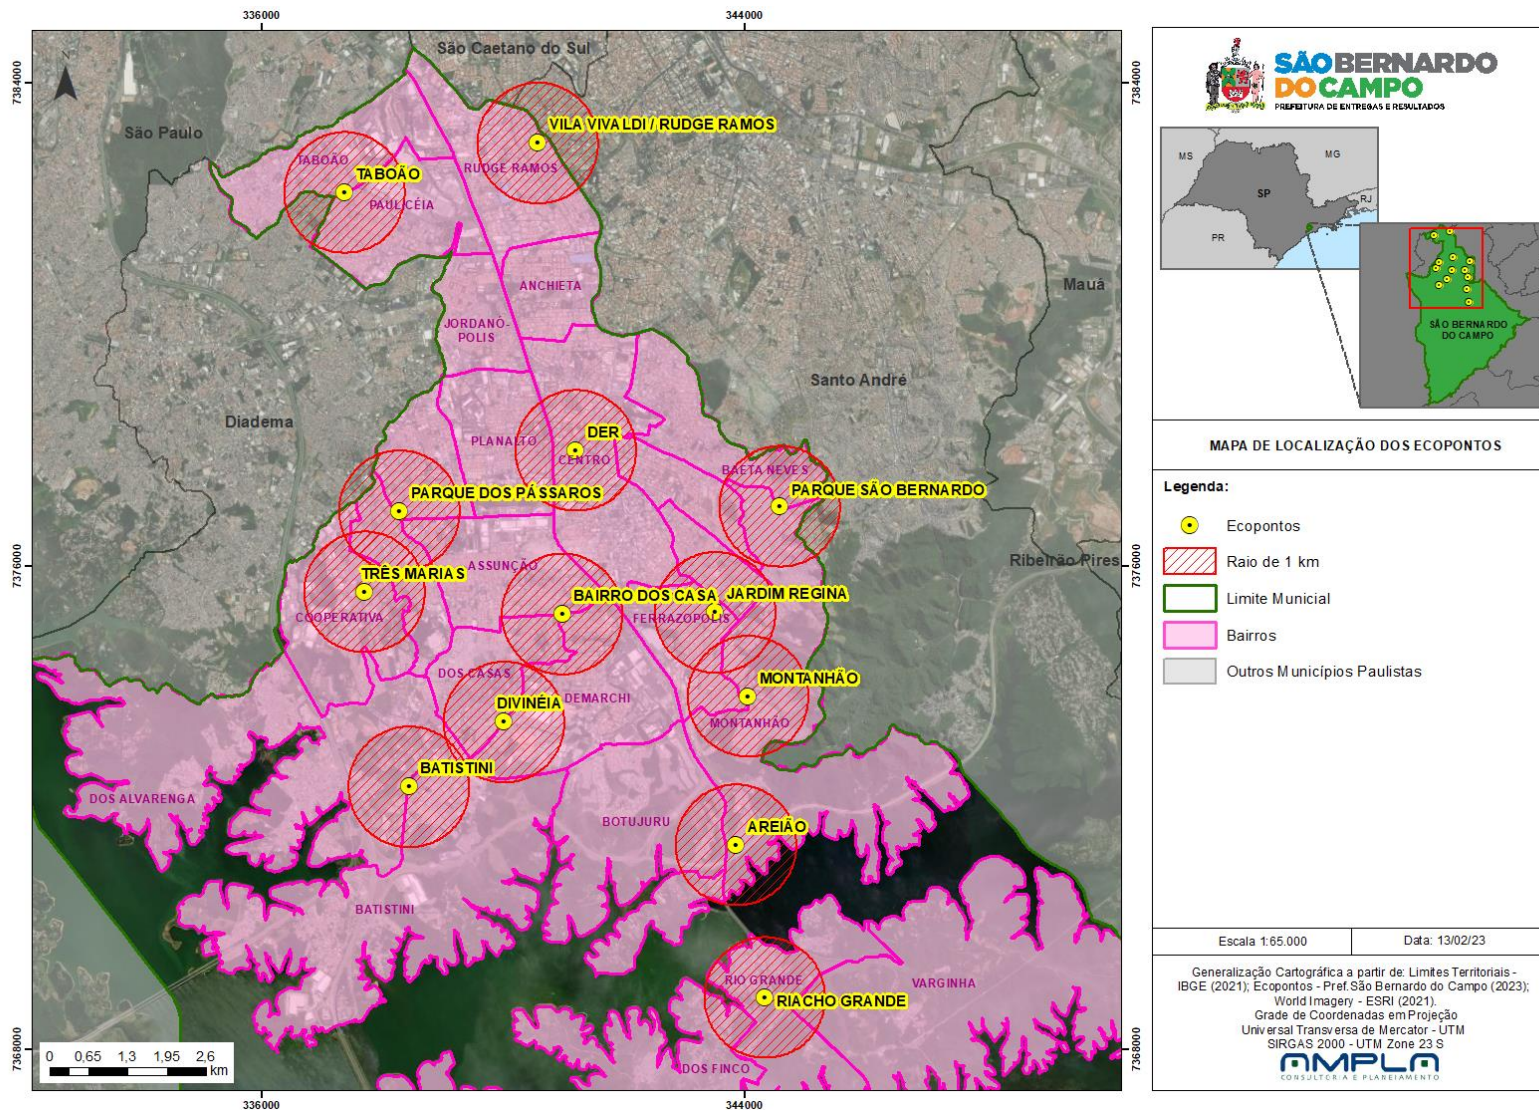 336000
344000
7384000
7384000
7376000
7376000
7368000
7368000
336000
344000
N
São Caetano do Sul
São Paulo
VILA VIVALDI / RUDGE RAMOS
TABOÃO
RUDGE RAMOS
TABOÃO
PAULICÉIA
ANCHIETA
Mauá
JORDANÓ-
POLIS
Santo André
Diadema
DER
PLANALTO
CENTRO
BAETA NEVES
PARQUE DOS PÁSSAROS
PARQUE SÃO BERNARDO
Ribeirão Pires
ASSUNÇÃO
TRÊS MARIAS
BAIRRO DOS CASA
JARDIM REGINA
COOPERATIVA
FERRAZÓPOLIS
DOS CASAS
MONTANHÃO
DEMARCHI
DIVINÉIA
MONTANHÃO
BATISTINI
DOS ALVARENGA
BOTUJURU
AREIÃO
BATISTINI
RIO GRANDE
VARGINHA
RIACHO GRANDE
DOS FINCO
0 0,65 1,3 1,95 2,6
km
SÃO BERNARDO
DO CAMPO
PREFEITURA DE ENTREGAS E RESULTADOS
MS
MG
SP
RJ
PR
SÃO BERNARDO
DO CAMPO
MAPA DE LOCALIZAÇÃO DOS ECOPONTOS
Legenda:
Ecopontos
Raio de 1 km
Limite Municial
Bairros
Outros Municípios Paulistas
Escala 1:65.000
Data: 13/02/23
Generalização Cartográfica a partir de: Limites Territoriais -
IBGE (2021); Ecopontos - Pref.São Bernardo do Campo (2023);
World Imagery - ESRI (2021).
Grade de Coordenadas em Projeção
Universal Transversa de Mercator - UTM
SIRGAS 2000 - UTM Zone 23 S
AMPLA
CONSULTORIA E PLANEJAMENTO